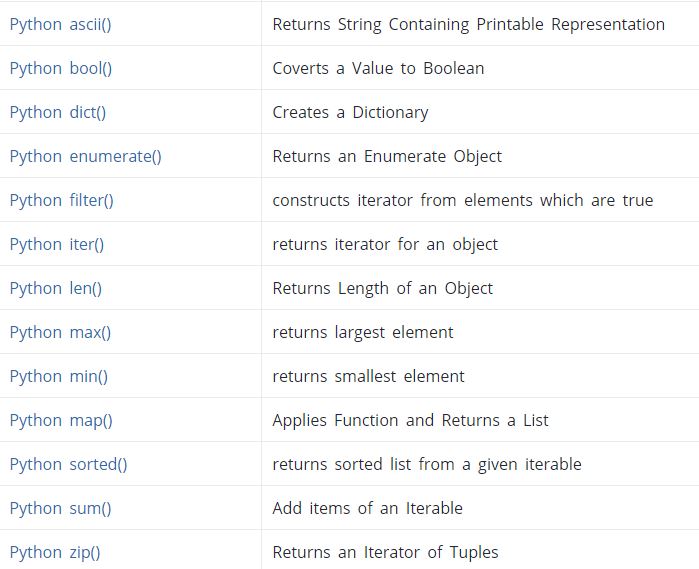 Python ascii() Returns String Containing Printable Representation
Python bool() Coverts a Value to Boolean
Python dict() Creates a Dictionary
Python enumerate() Returns an Enumerate Object
Python filter() constructs iterator from elements which are true
Python iter() returns iterator for an object
Python len() Returns Length of an Object
Python max() returns largest element
Python min() returns smallest element
Python map() Applies Function and Returns a List
Python sorted() returns sorted list from a given iterable
Python sum() Add items of an Iterable
Python zip() Returns an Iterator of Tuples